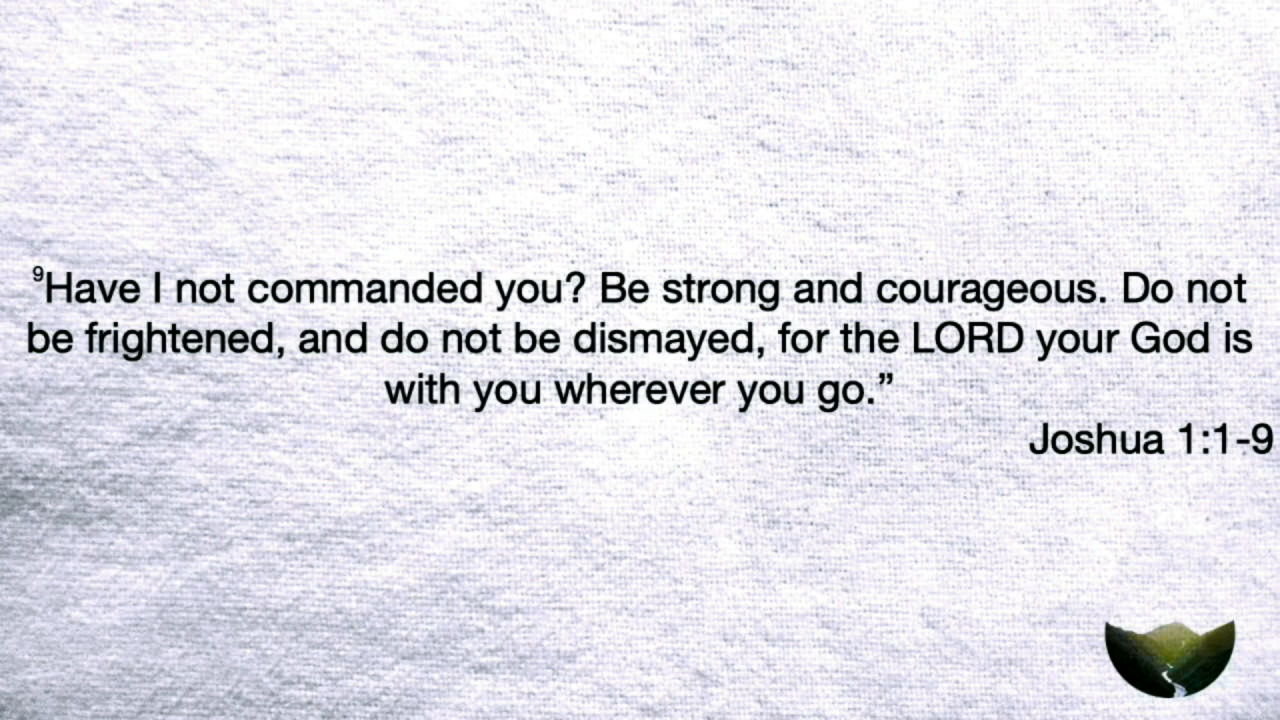 ⁹Have I not commanded you? Be strong and courageous. Do not
be frightened, and do not be dismayed, for the LORD your God is
with you wherever you go.”
Joshua 1:1-9